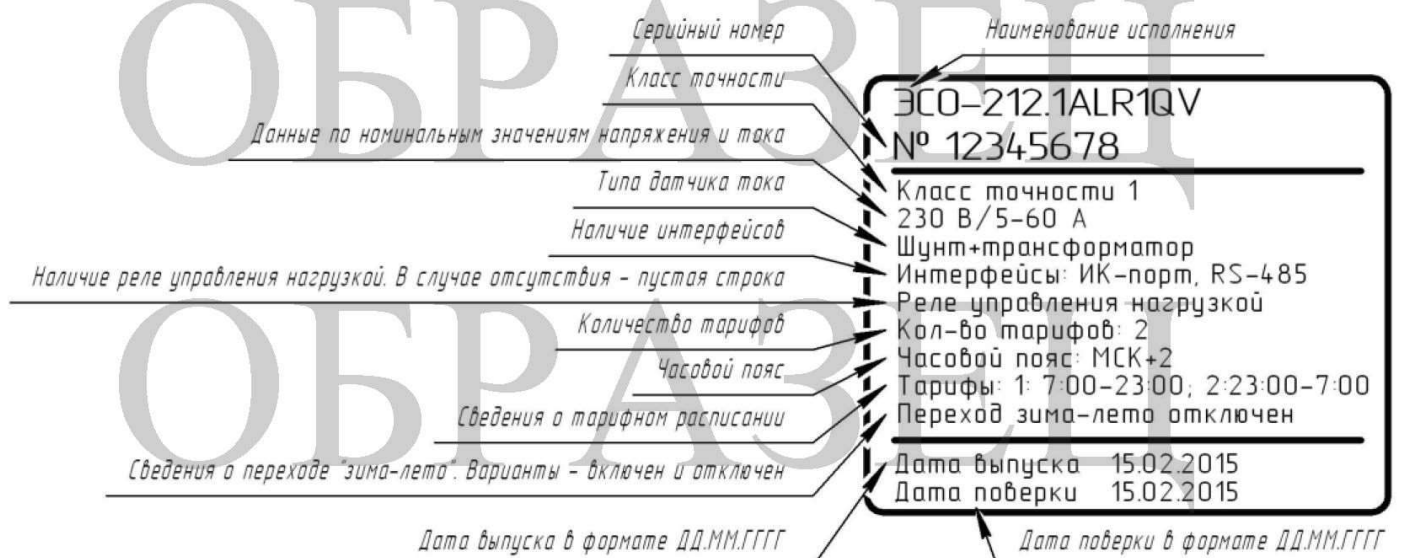 ОБРАЗЕЦ
Серийный номер
Наименование исполнения
Класс точности
Данные по номинальным значениям напряжения и тока
Типа датчика тока
Наличие интерфейсов
Наличие реле управления нагрузкой. В случае отсутствия - пустая строка
Количество тарифов
Часовой пояс
Сведения о тарифном расписании
Сведения о переходе "зима-лето". Варианты - включен и отключен
Дата выпуска в формате ДД.ММ.ГГГГ
ЭСО-212.1ALR1QV
№ 12345678
Класс точности 1
230 В/5-60 А
Шунт+трансформатор
Интерфейсы: ИК-порт, RS-485
Реле управления нагрузкой
Кол-во тарифов: 2
Часовой пояс: МСК+2
Тарифы: 1: 7:00-23:00; 2:23:00-7:00
Переход зима-лето отключен
Дата выпуска 15.02.2015
Дата поверки 15.02.2015
Дата поверки в формате ДД.ММ.ГГГГ
ОБРАЗЕЦ